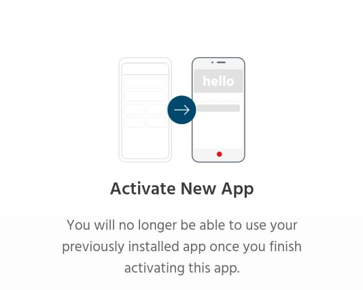 hello
Activate New App
You will no longer be able to use your
previously installed app once you finish
activating this app.